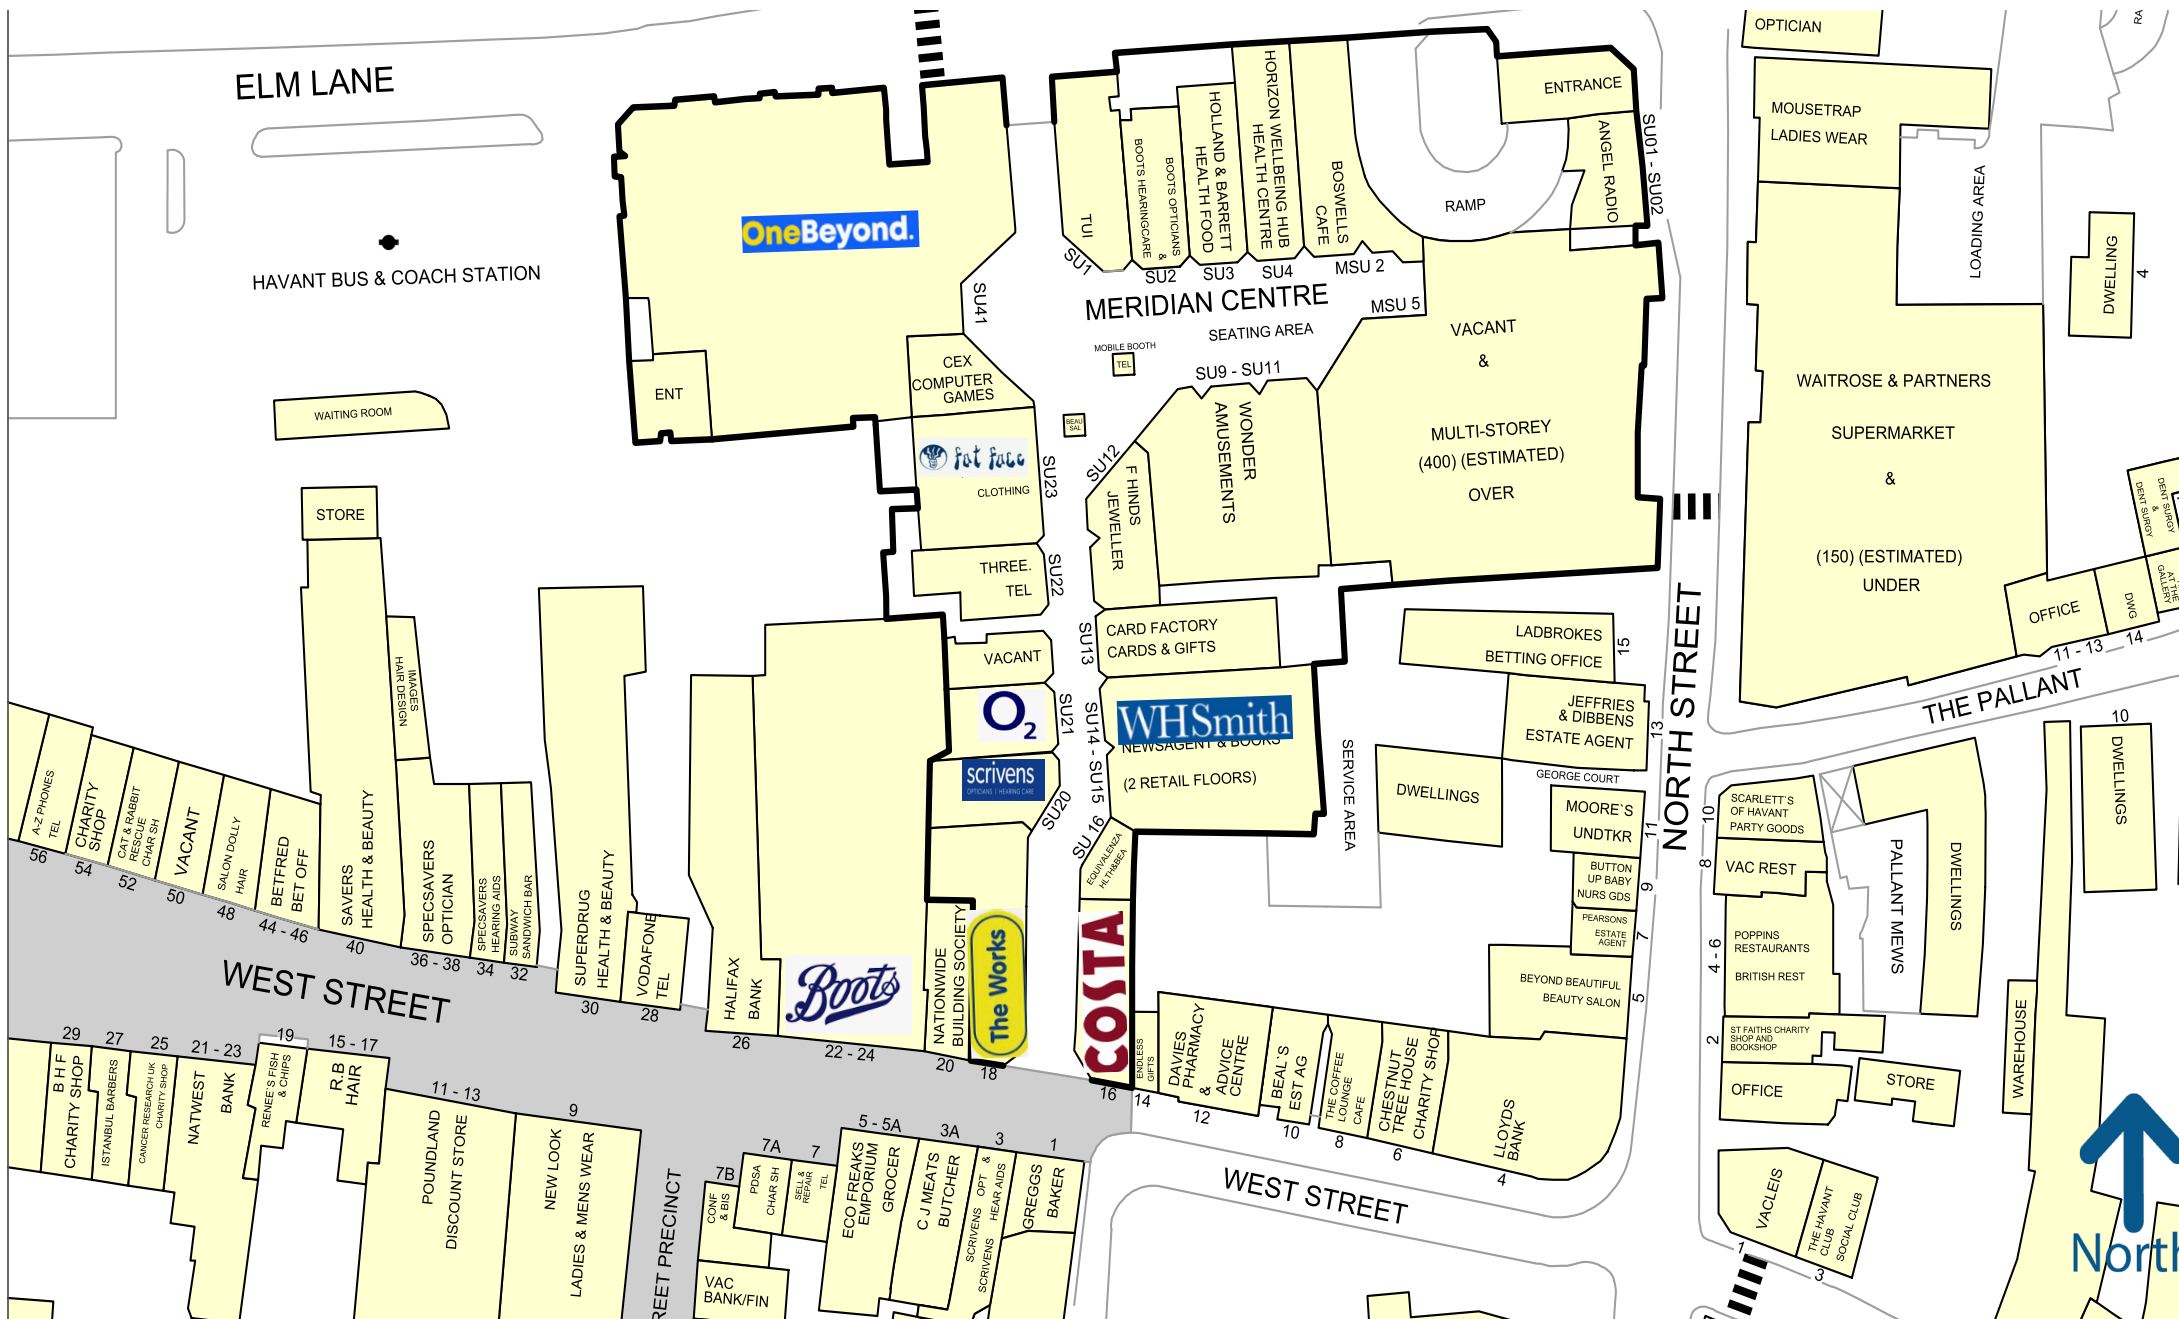 ELM LANE
OPTICIAN
RA
MOUSETRAP
LADIES WEAR
ENTRANCE
ANGEL RADIO
SU01 - SU02
HORIZON WELLBEING HUB
HEALTH CENTRE
HOLLAND & BARRETT
HEALTH FOOD
BOOTS OPTICIANS
&
BOOTS HEARINGCARE
BOSWELLS
CAFE
TUI
RAMP
LOADING AREA
DWELLING
4
OneBeyond.
HAVANT BUS & COACH STATION
SU1
SU2
SU3
SU4
MSU 2
MSU 5
SU41
MERIDIAN CENTRE
SEATING AREA
MOBILE BOOTH
TEL
VACANT
&
MULTI-STOREY
(400) (ESTIMATED)
OVER
WAITROSE & PARTNERS
SUPERMARKET
&
(150) (ESTIMATED)
UNDER
CEX
COMPUTER
GAMES
ENT
WAITING ROOM
SU9 - SU11
WONDER
AMUSEMENTS
BEAU
SAL
fat face
CLOTHING
SU23
SU12
F HINDS
JEWELLER
DENT SURGY
&
DENT SURGY
STORE
THREE.
TEL
SU22
AT THE
GALLERY
OFFICE
DWG
11 - 13
14
THE PALLANT
NORTH STREET
CARD FACTORY
CARDS & GIFTS
SU13
LADBROKES
BETTING OFFICE
15
VACANT
IMAGES
HAIR DESIGN
O2
SU21
WHSmith
NEWSAGENT & BOOKS
(2 RETAIL FLOORS)
SU14 - SU15
JEFFRIES
& DIBBENS
ESTATE AGENT
13
10
DWELLINGS
SERVICE AREA
GEORGE COURT
DWELLINGS
scrivens
OPTICIANS | HEARING CARE
SU20
SU 16
EQUIVALENZA
HLTH&BEA
MOORE`S
UNDTKR
11
SCARLETT`S
OF HAVANT
PARTY GOODS
10
VAC REST
8
BUTTON
UP BABY
NURS GDS
9
PEARSONS
ESTATE
AGENT
7
PALLANT MEWS
DWELLINGS
POPPINS
RESTAURANTS
BRITISH REST
4 - 6
A-Z PHONES
TEL
56
CHARITY
SHOP
54
CAT & RABBIT
RESCUE
CHAR SH
52
VACANT
50
SALON DOLLY
HAIR
48
BETFRED
BET OFF
44 - 46
SAVERS
HEALTH & BEAUTY
40
SPECSAVERS
OPTICIAN
36 - 38
SPECSAVERS
HEARING AIDS
34
SUBWAY
SANDWICH BAR
32
SUPERDRUG
HEALTH & BEAUTY
30
VODAFONE
TEL
28
HALIFAX
BANK
26
Boots
22 - 24
NATIONWIDE
BUILDING SOCIETY
20
The Works
18
COSTA
16
ENDLESS
GIFTS
14
DAVIES
PHARMACY
&
ADVICE
CENTRE
12
BEAL`S
EST AG
10
THE COFFEE
LOUNGE
CAFE
8
CHESTNUT
TREE HOUSE
CHARITY SHOP
6
LLOYDS
BANK
4
BEYOND BEAUTIFUL
BEAUTY SALON
5
WEST STREET
ST FAITHS CHARITY
SHOP AND
BOOKSHOP
2
OFFICE
STORE
WAREHOUSE
29
B H F
CHARITY SHOP
27
ISTANBUL BARBERS
25
CANCER RESEARCH UK
CHARITY SHOP
21 - 23
NATWEST
BANK
19
RENEE'S FISH
& CHIPS
15 - 17
R.B
HAIR
11 - 13
POUNDLAND
DISCOUNT STORE
9
NEW LOOK
LADIES & MENS WEAR
REET PRECINCT
7B
CONF
& BIS
7A
PDSA
CHAR SH
7
SELL &
REPAIR
TEL
5 - 5A
ECO FREAKS
EMPORIUM
GROCER
3A
C J MEATS
BUTCHER
3
SCRIVENS OPT &
SCRIVENS HEAR AIDS
1
GREGGS
BAKER
VAC
BANK/FIN
WEST STREET
VACLEIS
1
THE HAVANT
CLUB
SOCIAL CLUB
3
North